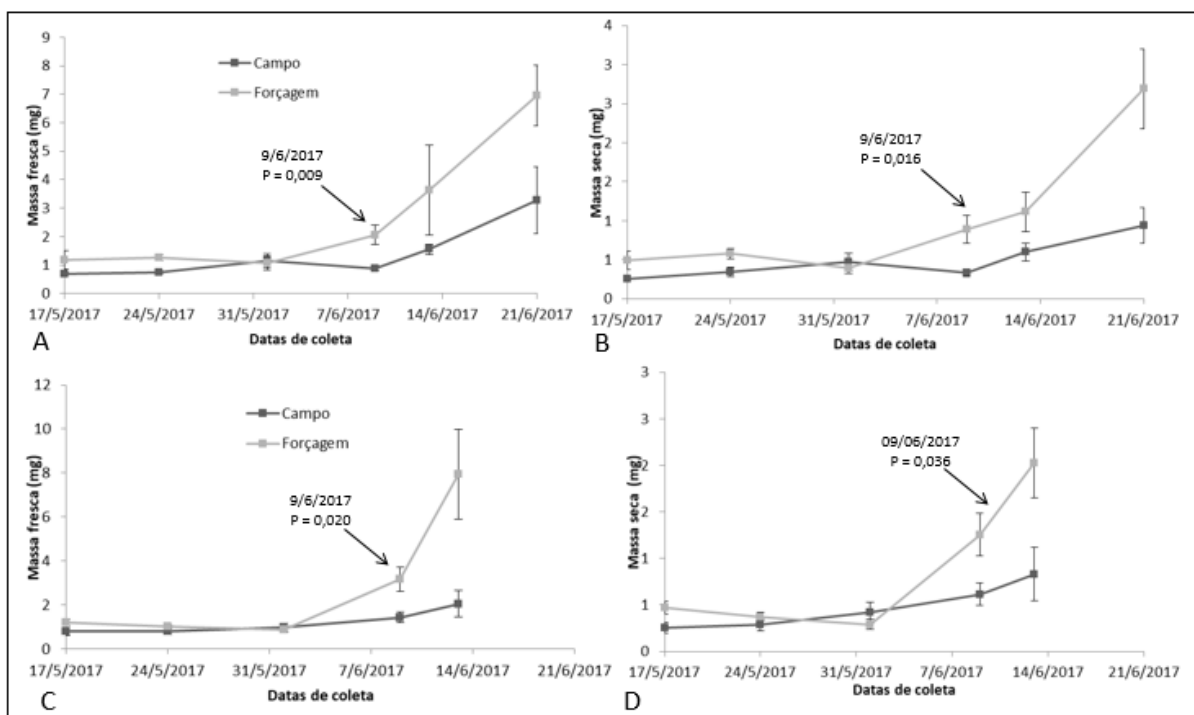 9
8
7
6
5
4
3
2
1
0
Massa fresca (mg)
Campo
Forçagem
9/6/2017
P = 0,009
17/5/2017 24/5/2017 31/5/2017 7/6/2017 14/6/2017 21/6/2017
Datas de coleta
A
4
3
3
2
2
1
1
0
Massa seca (mg)
9/6/2017
P = 0,016
17/5/2017 24/5/2017 31/5/2017 7/6/2017 14/6/2017 21/6/2017
Datas de coleta
B
12
10
8
6
4
2
0
Massa fresca (mg)
Campo
Forçagem
9/6/2017
P = 0,020
17/5/2017 24/5/2017 31/5/2017 7/6/2017 14/6/2017 21/6/2017
Datas de coleta
C
3
3
2
2
1
1
0
Massa seca (mg)
09/06/2017
P = 0,036
17/5/2017 24/5/2017 31/5/2017 7/6/2017 14/6/2017 21/6/2017
Datas de coleta
D